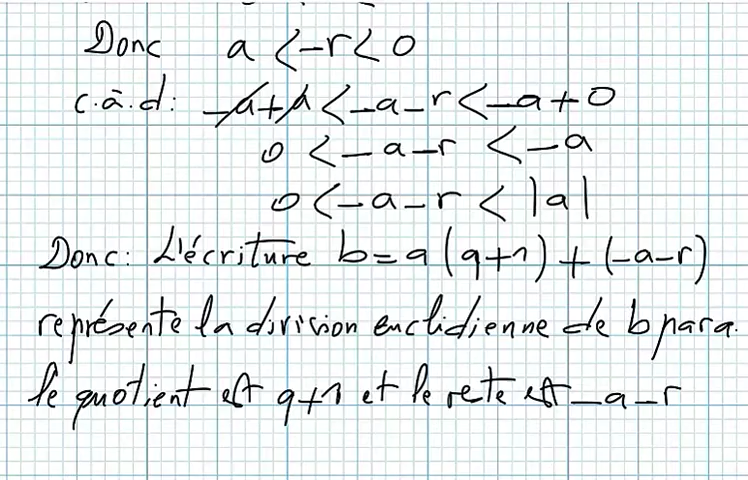 Donc a <-r< 0
c.à.d: -a+a <-a-r <-a+0
0 <-a-r <-a
0 <-a-r < |a|
Donc: L'écriture b=a(q+1)+(-a-r)
représente la division euclidienne de b par a.
le quotient est q+1 et le rete est -a-r